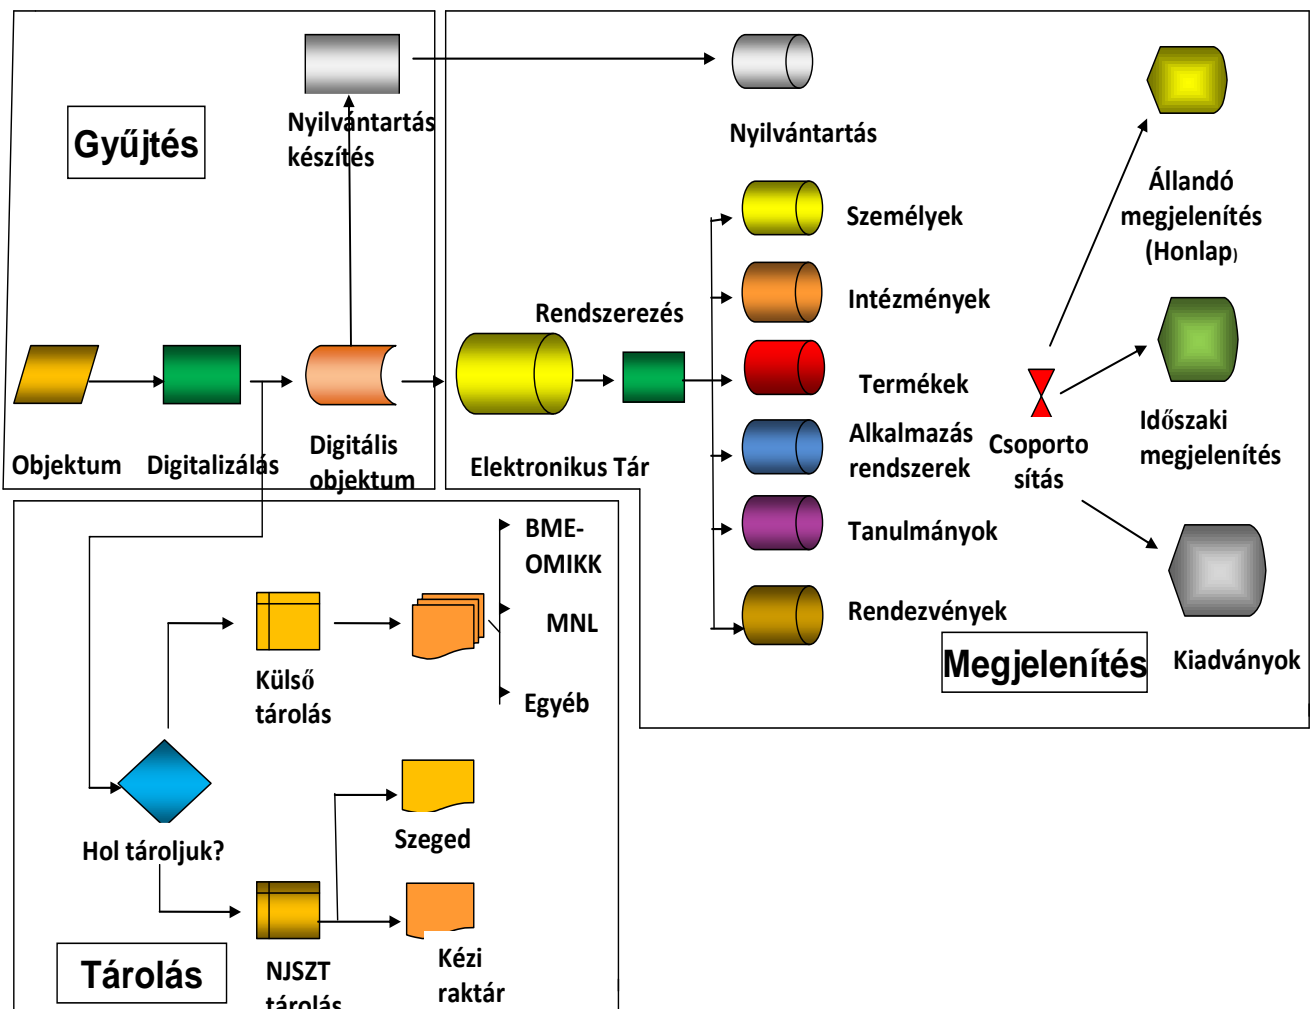 Gyűjtés
Nyilvántartás
készítés
Objektum
Digitalizálás
Digitális
objektum
Nyilvántartás
Rendszerezés
Elektronikus Tár
Személyek
Intézmények
Termékek
Alkalmazás
rendszerek
Tanulmányok
Rendezvények
Csoporto
sítás
Állandó
megjelenítés
(Honlap)
Időszaki
megjelenítés
Kiadványok
Megjelenítés
BME-
OMIKK
MNL
Egyéb
Külső
tárolás
Hol tároljuk?
Szeged
NJSZT
tárolás
Kézi
raktár
Tárolás